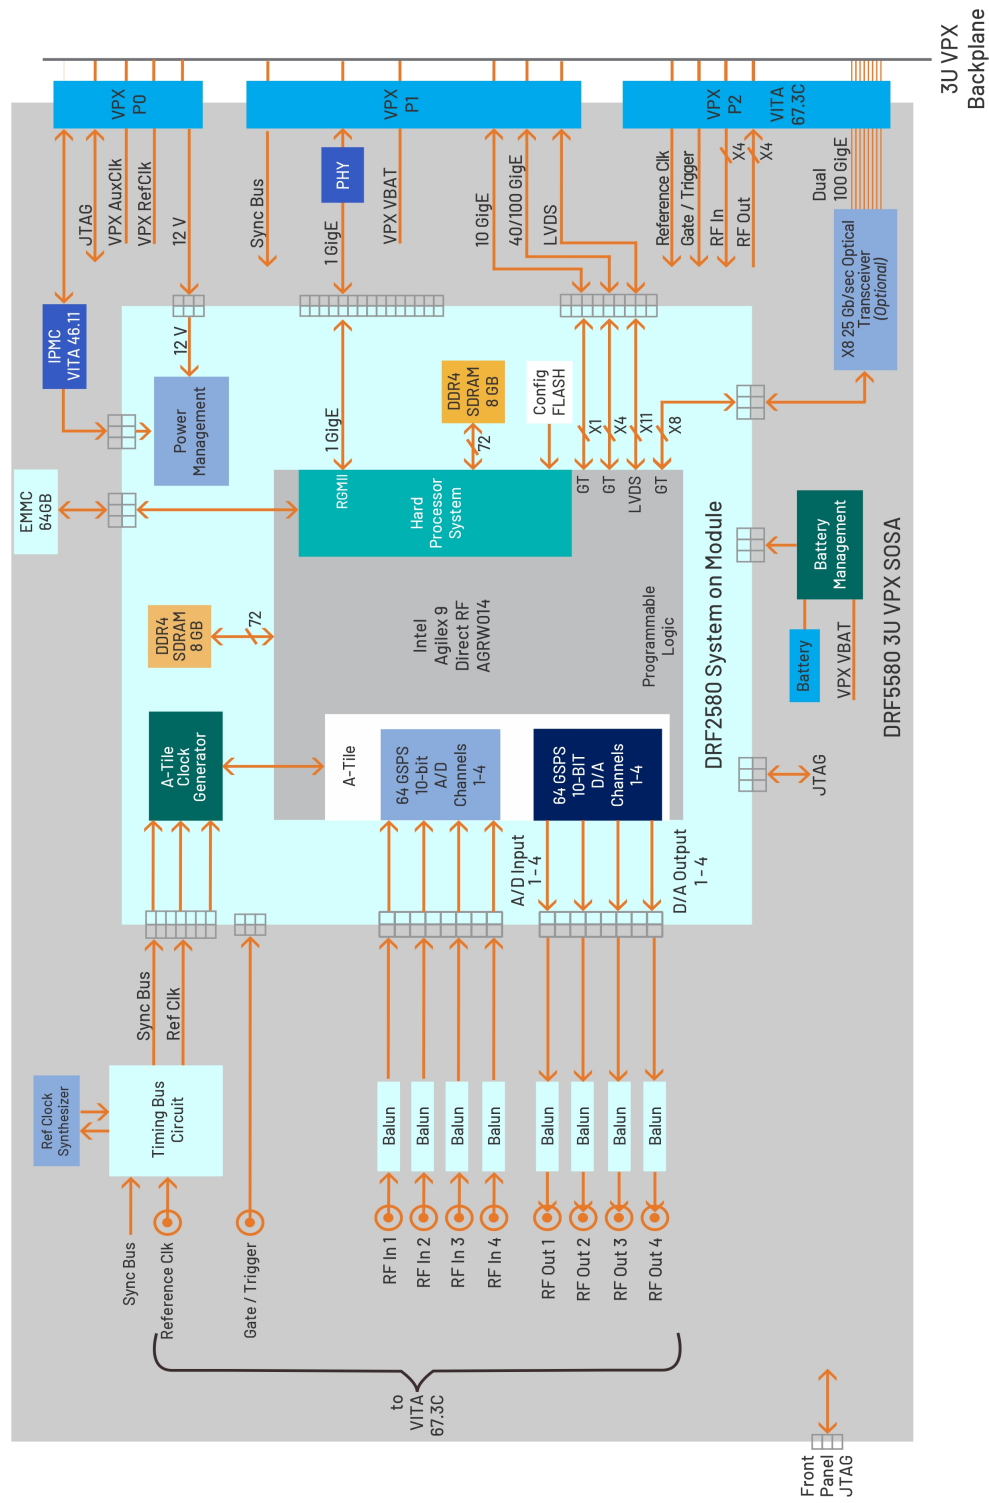 3U VPX
Backplane
VPX
P0
VPX
P1
VPX
P2
VITA
67.3C
JTAG
VPX AuxClk
VPX RefClk
12 V
Sync Bus
PHY
1 GigE
VPX VBAT
10 GigE
40/100 GigE
LVDS
Reference Clk
Gate / Trigger
RF In
X4
RF Out
X4
Dual
100 GigE
IPMC
VITA 46.11
12 V
Power
Management
1 GigE
DDR4
SDRAM
8 GB
72
Config
FLASH
X1
X4
X11
X8
X8 25 Gb/sec Optical
Transceiver
(Optional)
EMMC
64GB
RGMII
Hard
Processor
System
GT
GT
LVDS
GT
DDR4
SDRAM
8 GB
72
Intel
Agilex 9
Direct RF
AGRW014
Programmable
Logic
DRF2580 System on Module
Battery
Management
Battery
VPX VBAT
DRF5580 3U VPX SOSA
A-Tile
Clock
Generator
A-Tile
64 GSPS
10-bit
A/D
Channels
1-4
64 GSPS
10-BIT
D/A
Channels
1-4
JTAG
A/D Input
1 - 4
D/A Output
1 - 4
Sync Bus
Ref Clk
Ref Clock
Synthesizer
Timing Bus
Circuit
Balun
Balun
Balun
Balun
Balun
Balun
Balun
Balun
Sync Bus
Reference Clk
Gate / Trigger
RF In 1
RF In 2
RF In 3
RF In 4
RF Out 1
RF Out 2
RF Out 3
RF Out 4
to
VITA
67.3C
Front
Panel
JTAG